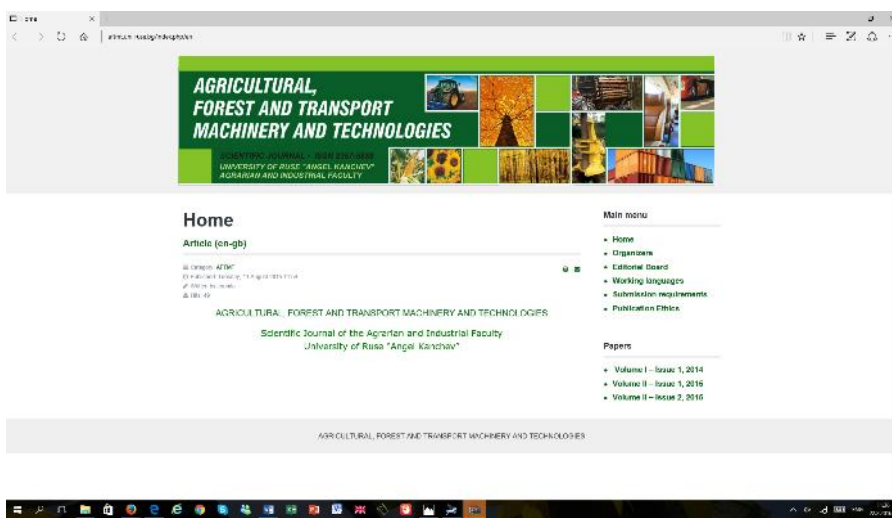 Home
AGRICULTURAL,
FOREST AND TRANSPORT
MACHINERY AND TECHNOLOGIES
UNIVERSITY OF RUSE "ANGEL KANCHEV"
AGRARIAN AND INDUSTRIAL FACULTY
Home
Article (en-gb)
Category:
AGRICULTURAL, FOREST AND TRANSPORT MACHINERY AND TECHNOLOGIES
Scientific Journal of the Agrarian and Industrial Faculty
University of Ruse "Angel Kanchev"
Main menu
Home
Organizers
Editorial Board
Working languages
Submission requirements
Publication Ethics
Papers
Volume I – Issue 1, 2014
Volume II – Issue 1,
Volume II – Issue 2,
AGRICULTURAL, FOREST AND TRANSPORT MACHINERY AND TECHNOLOGIES